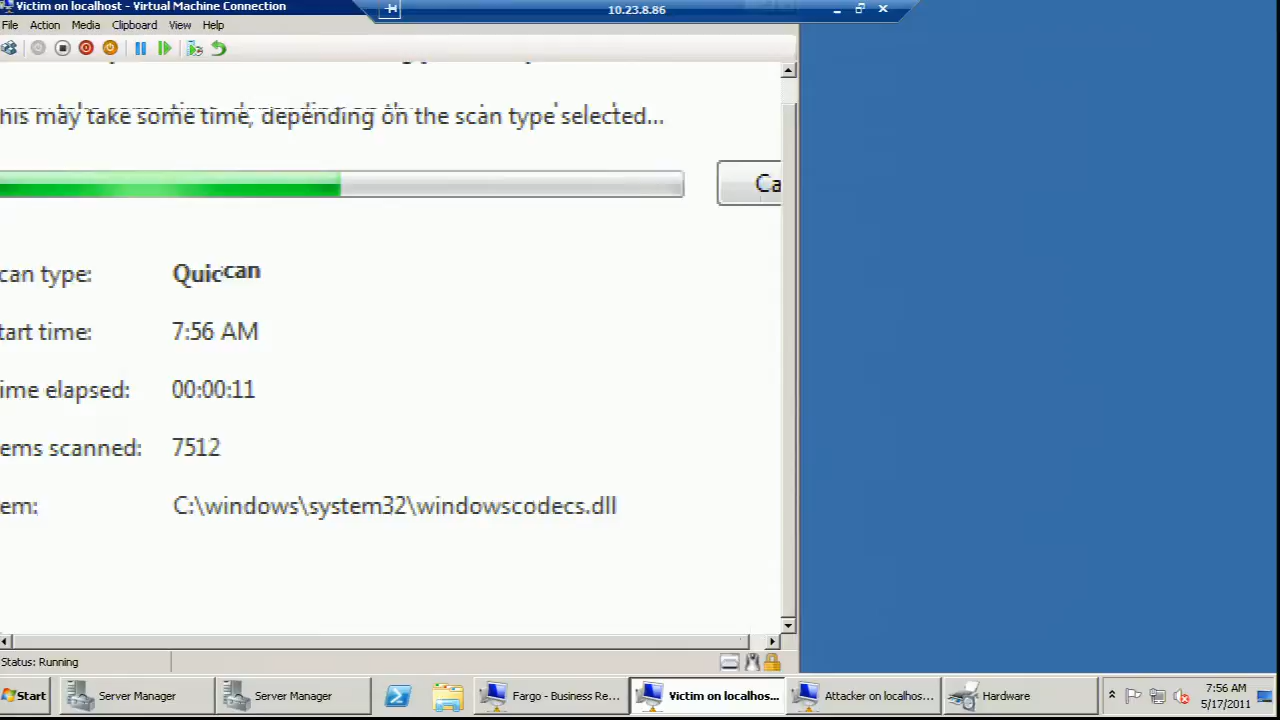 Victim on localhost - Virtual Machine Connection
10.23.8.86
File Action Media View Clipboard Help
his may take some time, depending on the scan type selected...
Ca
can type: Quic can
tart time: 7:56 AM
ime elapsed: 00:00:11
ems scanned: 7512
em: C:\windows\system32\windowscodecs.dll
Status: Running
Start Server Manager Server Manager Fargo - Business Re... Victim on localhos... Attacker on localhos... Hardware 7:56 AM
5/17/2011